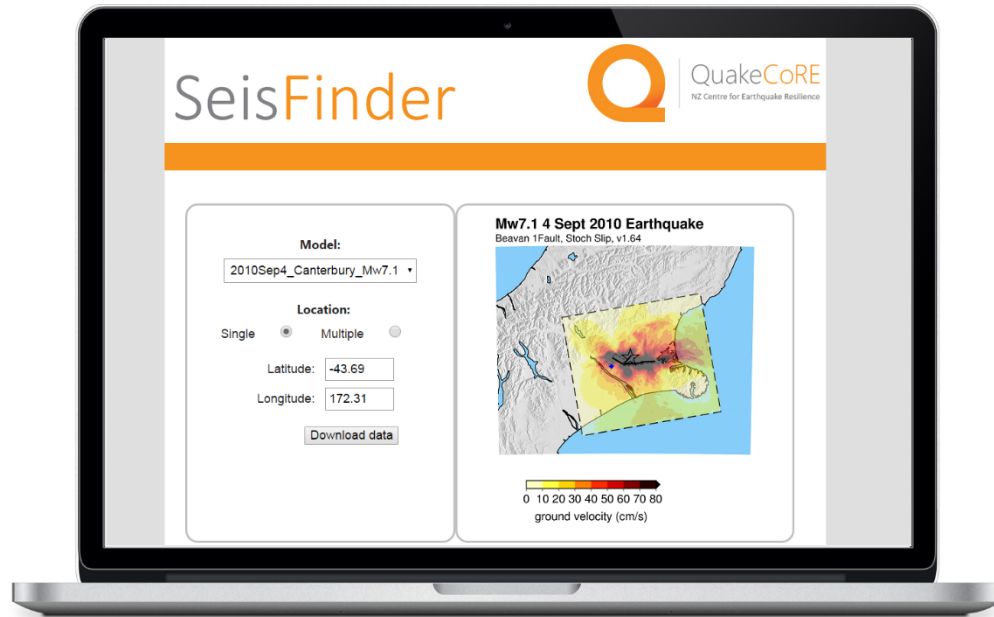 SeisFinder
QuakeCoRE
NZ Centre for Earthquake Resilience
Model:
2010Sep4_Canterbury_Mw7.1
Location:
Single Multiple
Latitude: -43.69
Longitude: 172.31
Download data
Mw7.1 4 Sept 2010 Earthquake
Beavan 1Fault, Stoch Slip, v1.64
0 10 20 30 40 50 60 70 80
ground velocity (cm/s)